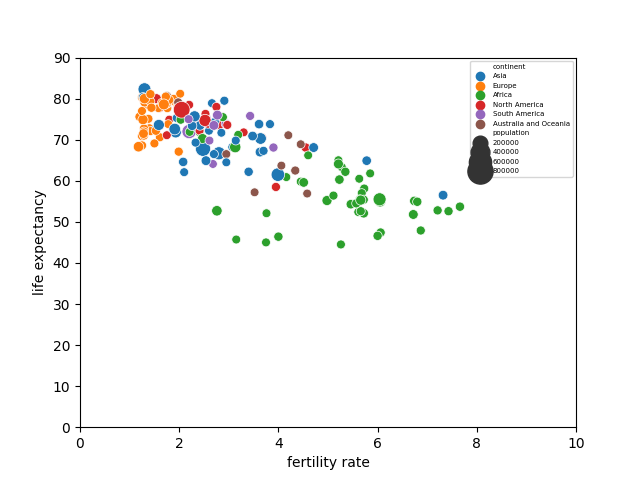 90
80
70
60
50
40
30
20
10
0
life expectancy
0 2 4 6 8 10
fertility rate
continent
Asia
Europe
Africa
North America
South America
Australia and Oceania
population
200000
400000
600000
800000